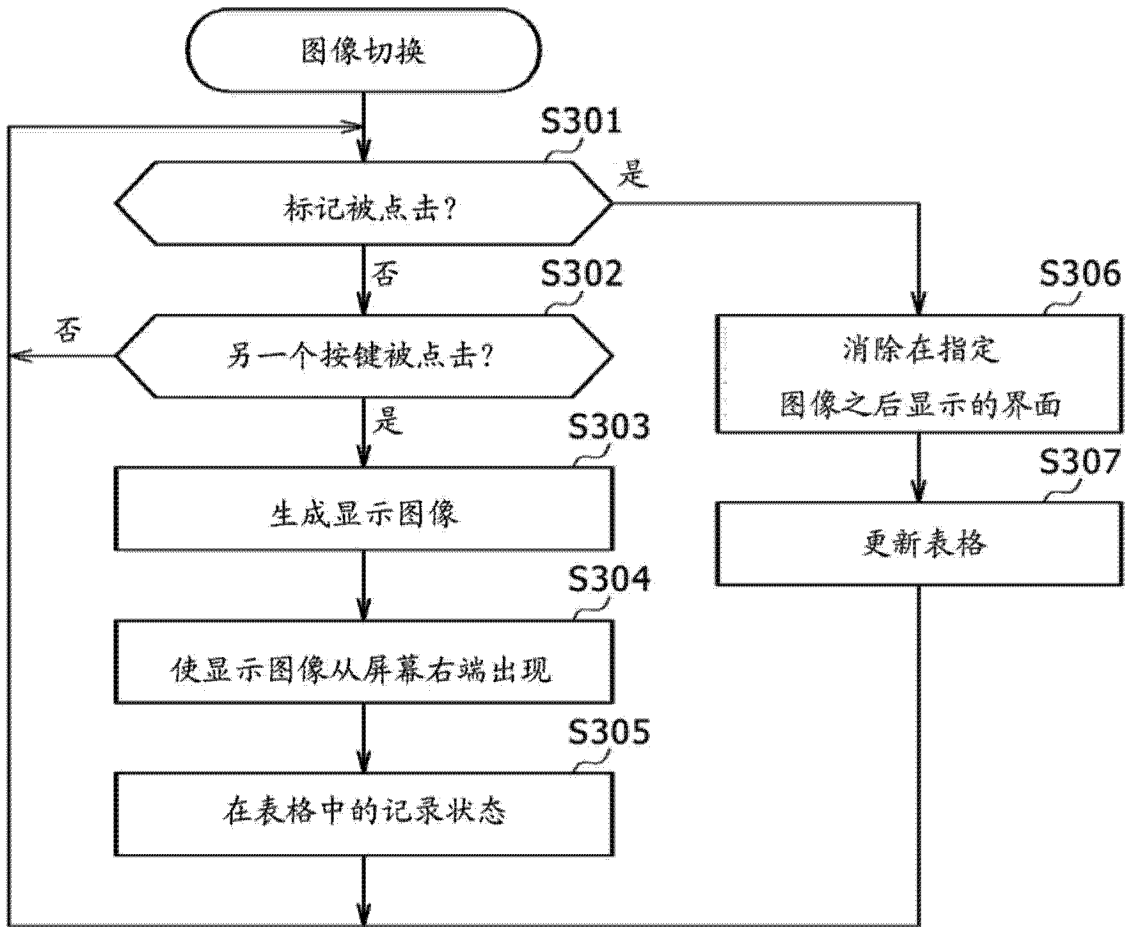 图像切换
S301
标记被点击?
是
否
S302
另一个按键被点击?
否
是
S303
生成显示图像
S304
使显示图像从屏幕右端出现
S305
在表格中的记录状态
S306
消除在指定
图像之后显示的界面
S307
更新表格